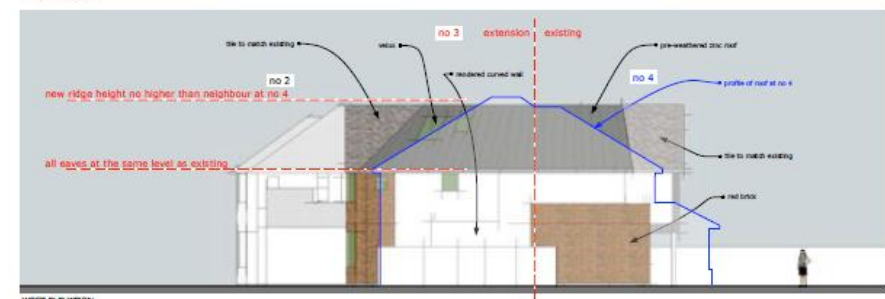 no 3 extension existing
tile to match existing
velux
pre-weathered zinc roof
no 2
rendered curved wall
no 4
profile of roof at no 4
new ridge height no higher than neighbour at no 4
all eaves at the same level as existing
tile to match existing
red brick
WEST ELEVATION